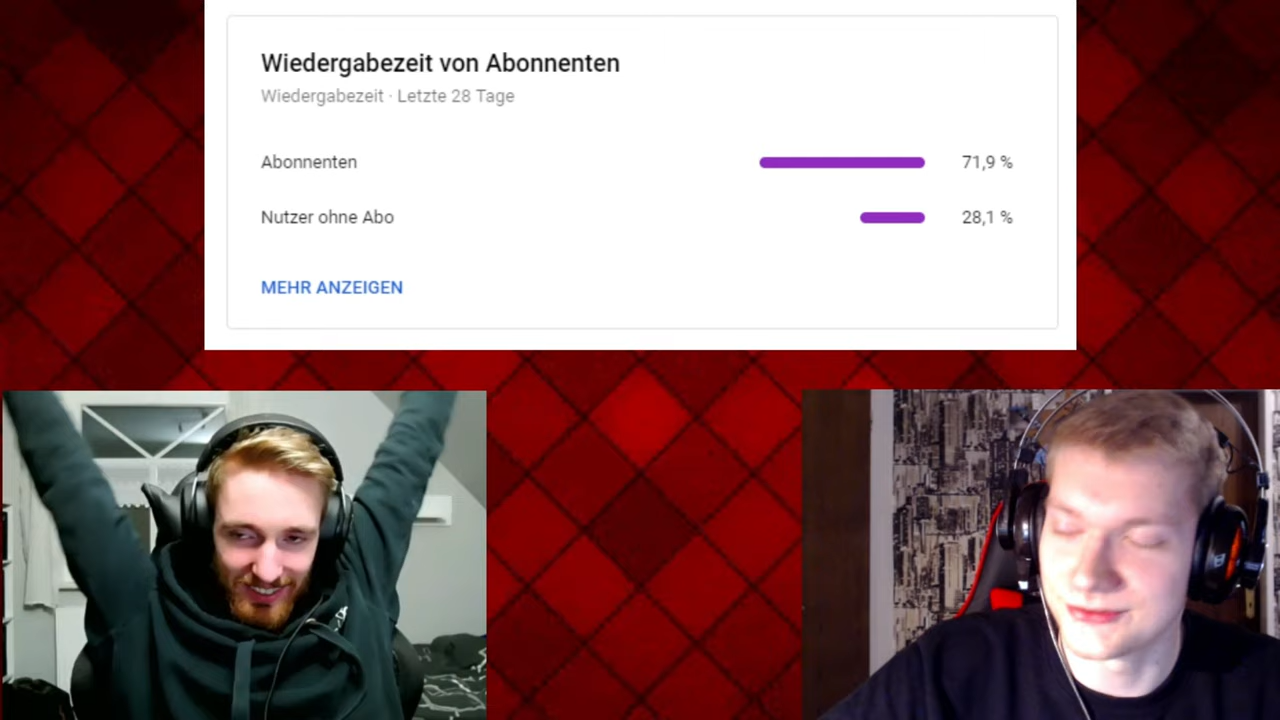 Wiedergabezeit von Abonnenten
Wiedergabezeit · Letzte 28 Tage
Abonnenten 71,9 %
Nutzer ohne Abo 28,1 %
MEHR ANZEIGEN